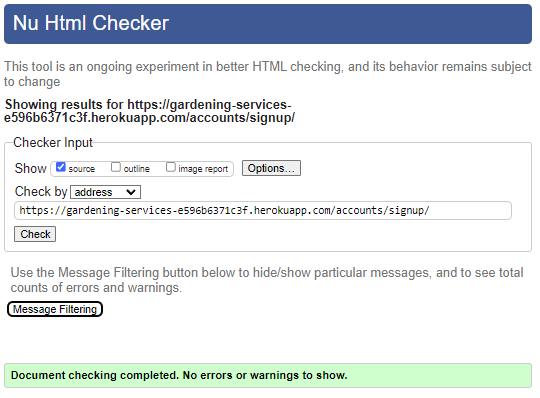 Nu Html Checker
This tool is an ongoing experiment in better HTML checking, and its behavior remains subject
to change
Showing results for https://gardening-services-
e596b6371c3f.herokuapp.com/accounts/signup/
Checker Input
Show source outline image report Options...
Check by address
https://gardening-services-e596b6371c3f.herokuapp.com/accounts/signup/
Check
Use the Message Filtering button below to hide/show particular messages, and to see total
counts of errors and warnings.
Message Filtering
Document checking completed. No errors or warnings to show.